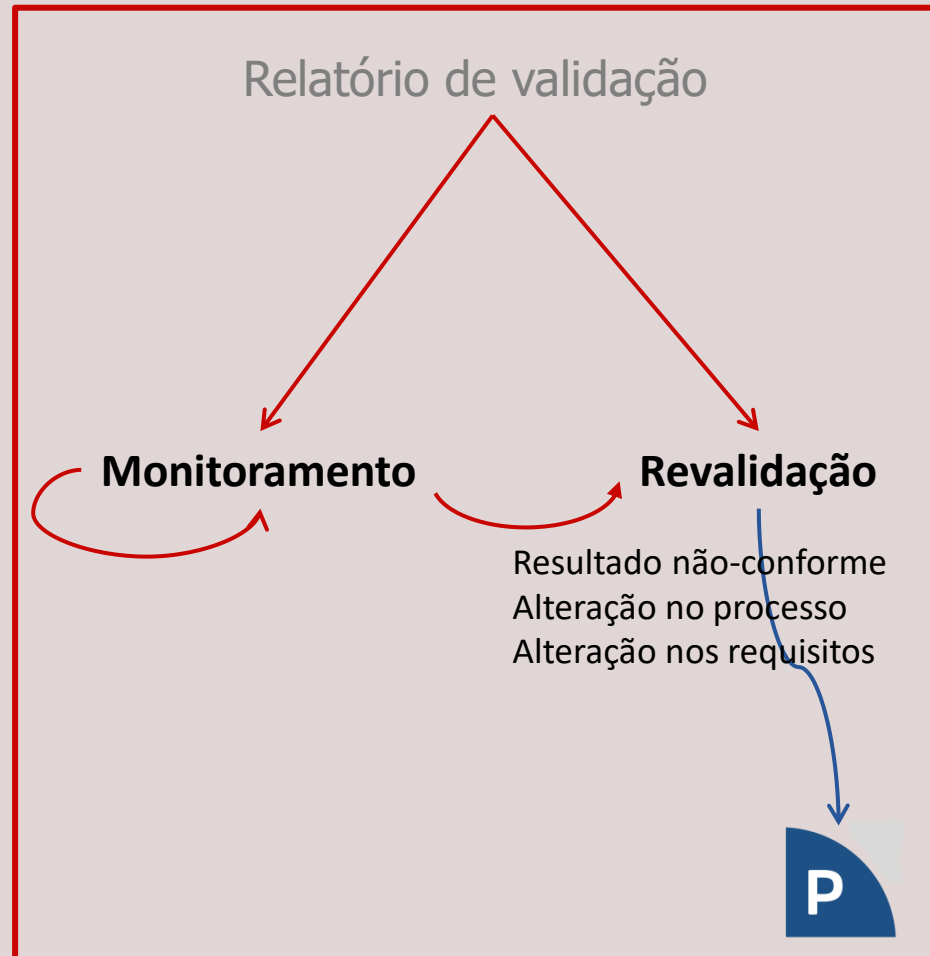 Relatório de validação
Monitoramento
Revalidação
Resultado não-conforme
Alteração no processo
Alteração nos requisitos
P